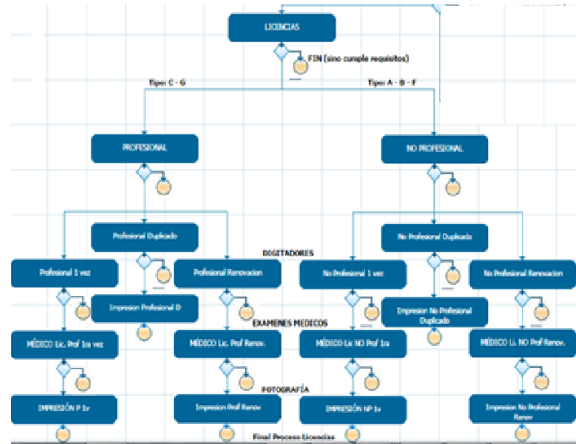 LICENCIAS
FIN (sino cumple requisitos)
Tipo: C - G
Tipo: A - B - F
PROFESIONAL
NO PROFESIONAL
Profesional Duplicado
No Profesional Duplicado
DIGITADORES
Profesional 1 vez
Profesional Renovacion
No Profesional 1 vez
No Profesional Renovacion
Impresion Profesional D
Impresion No Profesional
Duplicado
EXAMENES MEDICOS
MÉDICO Lic. Prof 1ra vez
MÉDICO Lic. Prof Renov.
MÉDICO Lic NO Prof 1ra
MÉDICO Li. NO Prof Renov.
FOTOGRAFÍA
IMPRESIÓN P 1v
Impresion Prof Renov
IMPRESIÓN NP 1v
Impresion No Profesional
Renov
Final Proceso Licencias